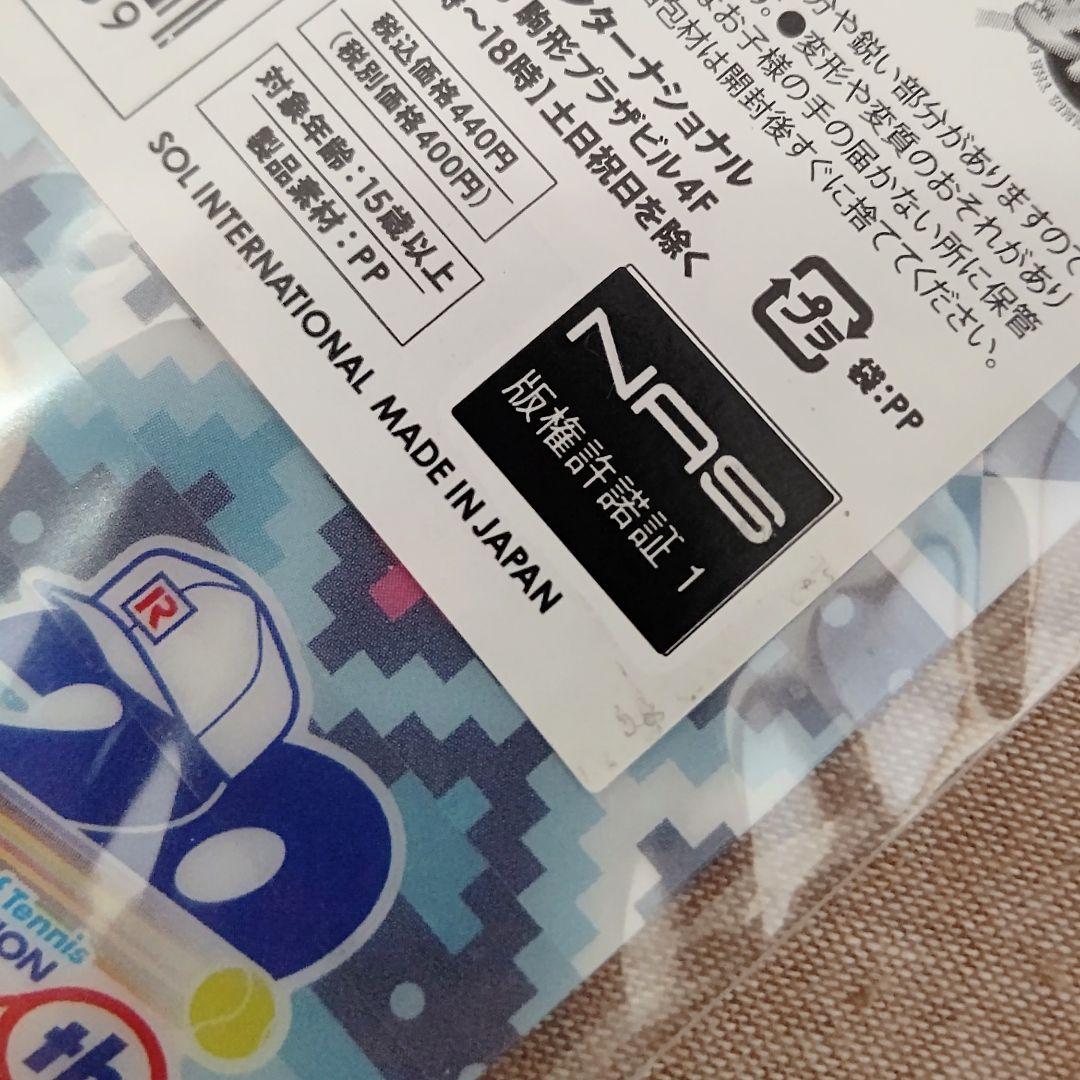 09
税込価格440円
(税別価格400円)
対象年齢:15歳以上
製品素材:PP
SOL INTERNATIONAL MADE IN JAPAN
ンターナショナル
駒形プラザビル4F
時～18時】土日祝日を除く
分や鋭い部分がありますので
●変形や変質のおそれがあり
なお子様の手の届かない所に保管
包材は開封後すぐに捨ててください。
プラ
袋:PP
NAS
版権許諾証 1
R
20
f Tennis
ION
th